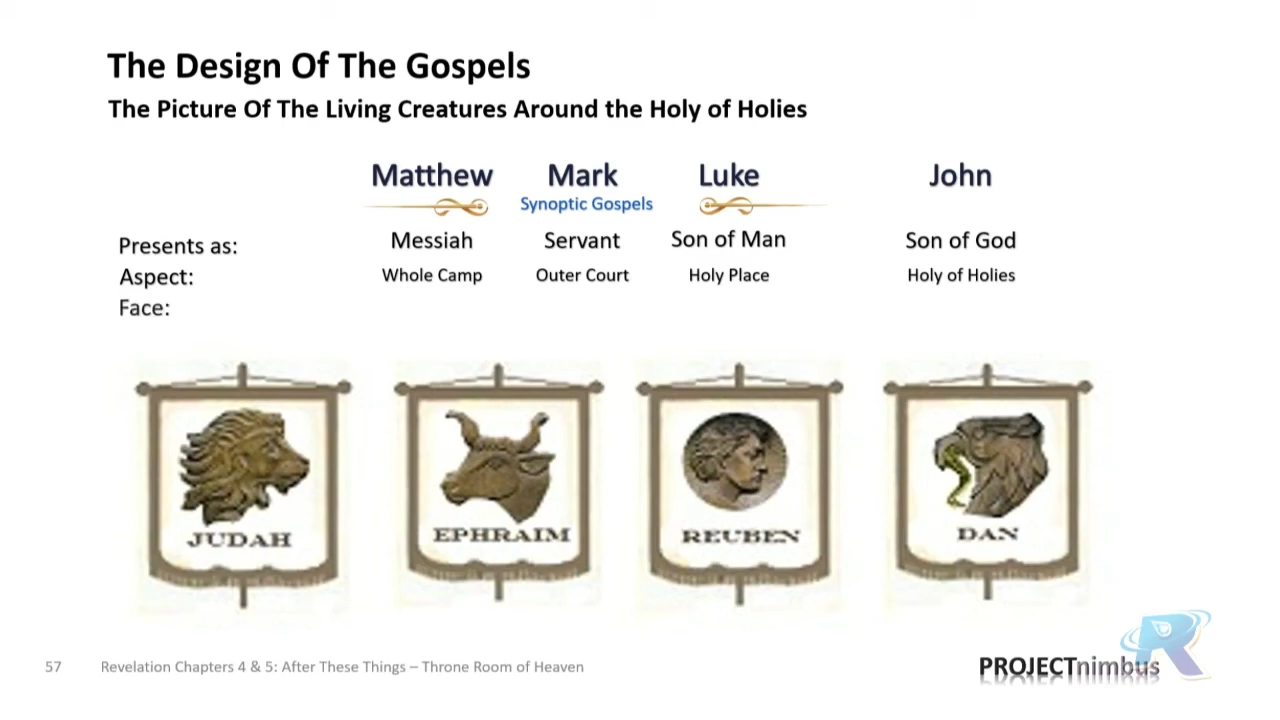 The Design Of The Gospels
The Picture Of The Living Creatures Around the Holy of Holies
Matthew Mark Luke John
Synoptic Gospels
Presents as: Messiah Servant Son of Man Son of God
Aspect: Whole Camp Outer Court Holy Place Holy of Holies
Face:
JUDAH EPHRAIM REUBEN DAN
57 Revelation Chapters 4 & 5: After These Things – Throne Room of Heaven
PROJECTnimbus
R